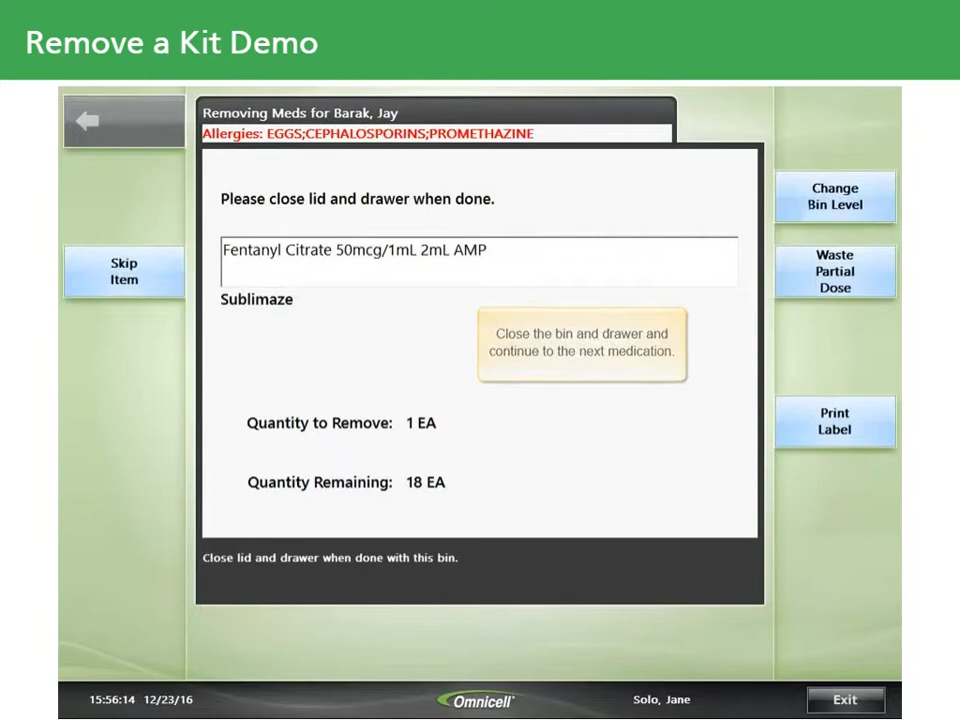 Remove a Kit Demo
Removing Meds for Barak, Jay
Allergies: EGGS;CEPHALOSPORINS;PROMETHAZINE
Please close lid and drawer when done.
Change
Bin Level
Fentanyl Citrate 50mcg/1mL 2mL AMP
Skip
Item
Waste
Partial
Dose
Sublimaze
Close the bin and drawer and
continue to the next medication.
Quantity to Remove: 1 EA
Print
Label
Quantity Remaining: 18 EA
Close lid and drawer when done with this bin.
15:56:14 12/23/16
Omnicell
Solo, Jane
Exit